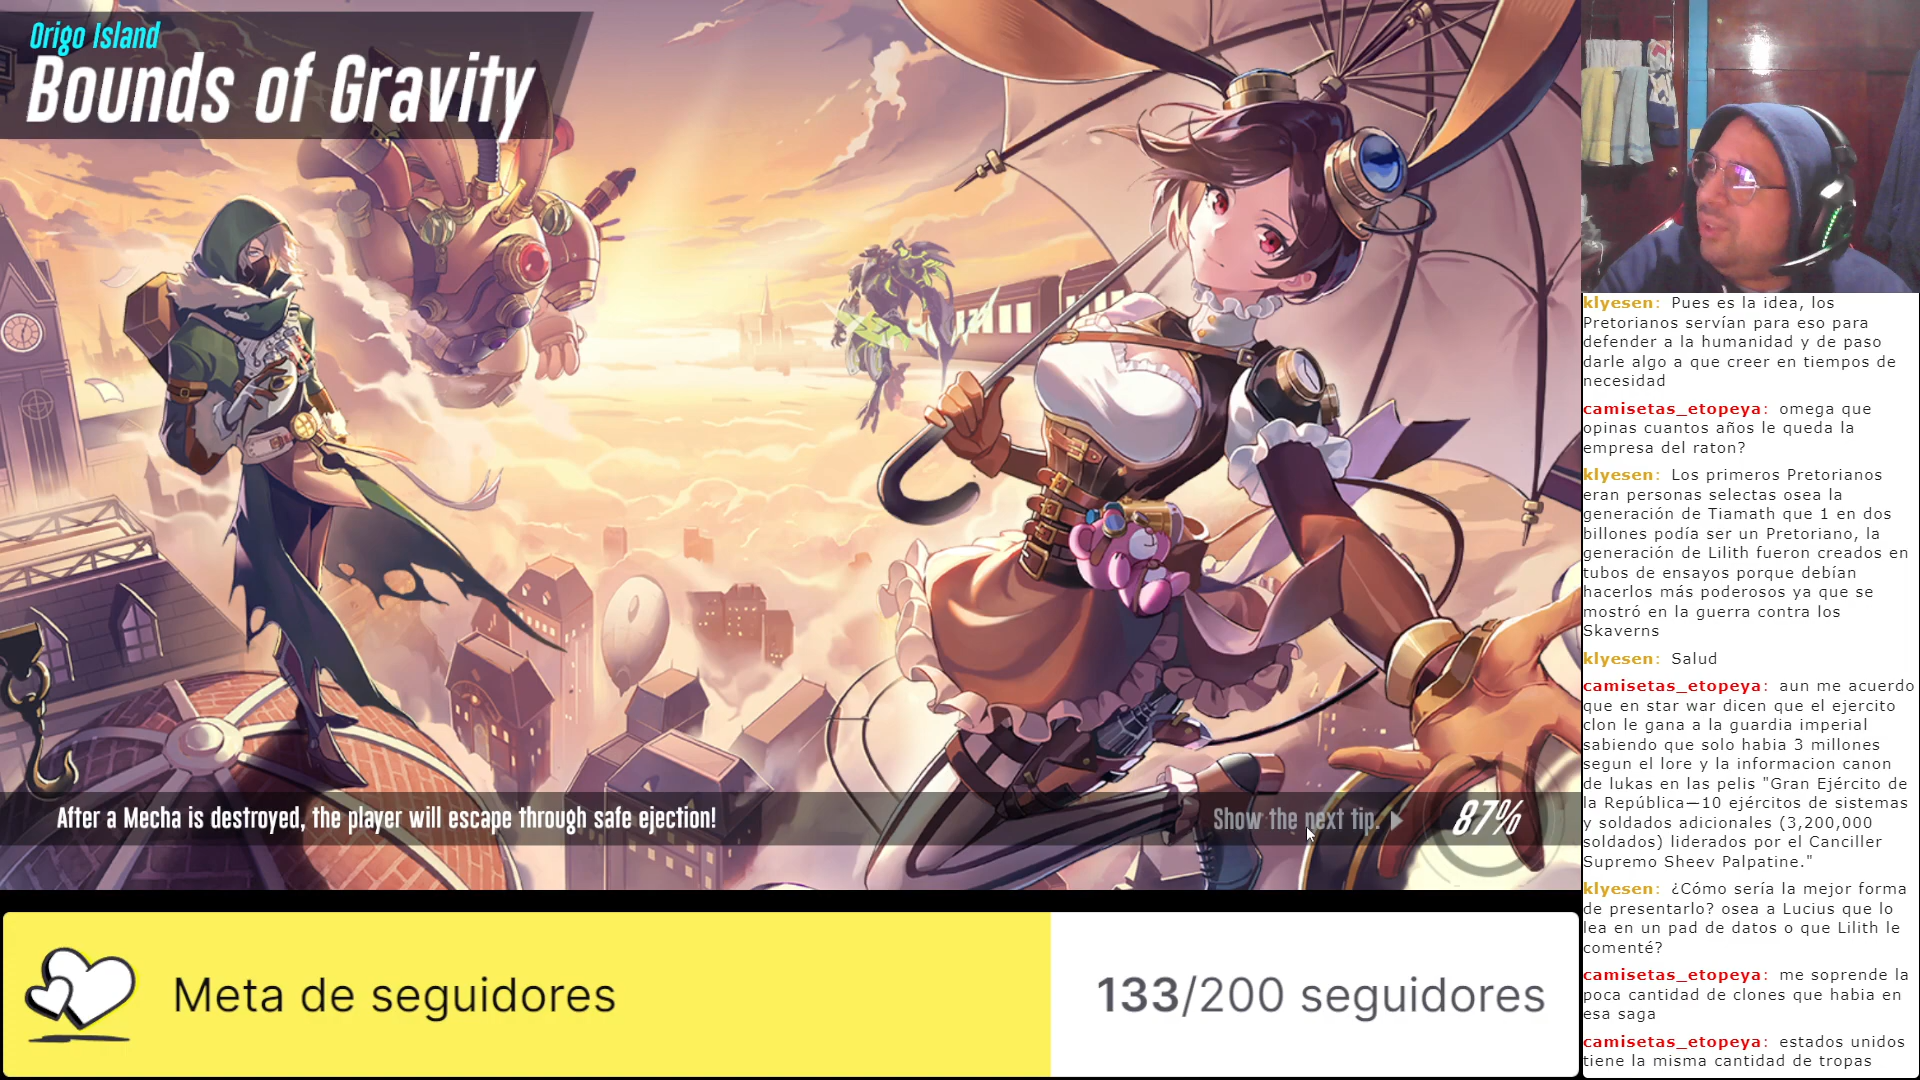 Origo Island
Bounds of Gravity
After a Mecha is destroyed, the player will escape through safe ejection!
Show the next tip.
87%
Meta de seguidores
133/200 seguidores
klyesen: Pues es la idea, los
Pretorianos servían para eso para
defender a la humanidad y de paso
darle algo a que creer en tiempos de
necesidad
camisetas_etopeya: omega que
opinas cuantos años le queda la
empresa del raton?
klyesen: Los primeros Pretorianos
eran personas selectas osea la
generación de Tiamath que 1 en dos
billones podía ser un Pretoriano, la
generación de Lilith fueron creados en
tubos de ensayos porque debían
hacerlos más poderosos ya que se
mostró en la guerra contra los
Skaverns
klyesen: Salud
camisetas_etopeya: aun me acuerdo
que en star war dicen que el ejercito
clon le gana a la guardia imperial
sabiendo que solo habia 3 millones
segun el lore y la informacion canon
de lukas en las pelis "Gran Ejército de
la República—10 ejércitos de sistemas
y soldados adicionales (3,200,000
soldados) liderados por el Canciller
Supremo Sheev Palpatine."
klyesen: ¿Cómo sería la mejor forma
de presentarlo? osea a Lucius que lo
lea en un pad de datos o que Lilith le
comenté?
camisetas_etopeya: me soprende la
poca cantidad de clones que habia en
esa saga
camisetas_etopeya: estados unidos
tiene la misma cantidad de tropas